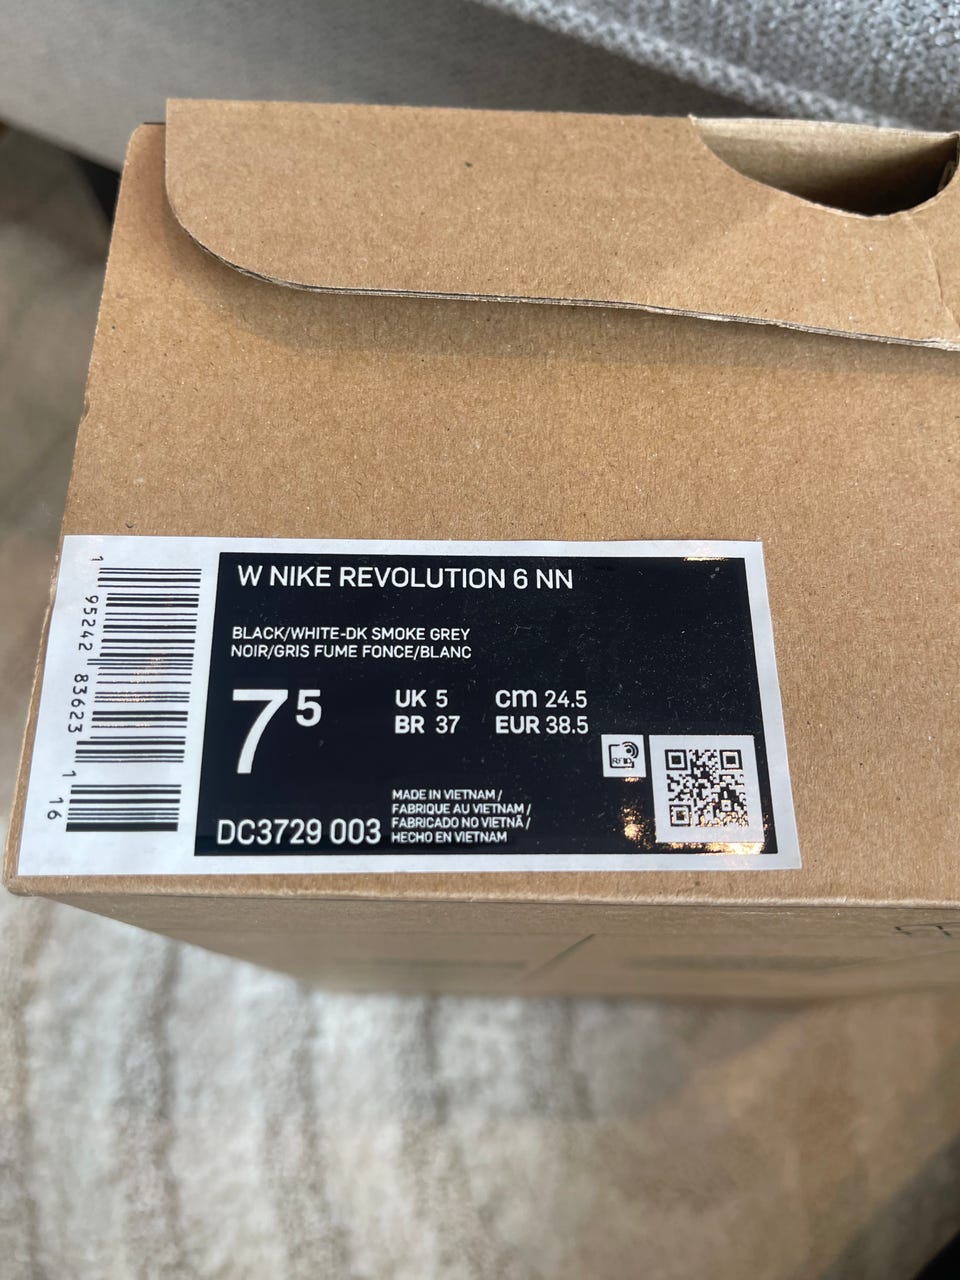 W NIKE REVOLUTION 6 NN
BLACK/WHITE-DK SMOKE GREY
NOIR/GRIS FUME FONCE/BLANC
7 5
UK 5
BR 37
cm 24.5
EUR 38.5
RFID
DC3729 003
MADE IN VIETNAM /
FABRIQUE AU VIETNAM /
FABRICADO NO VIETNÃ /
HECHO EN VIETNAM
1 95242 83623 1 16